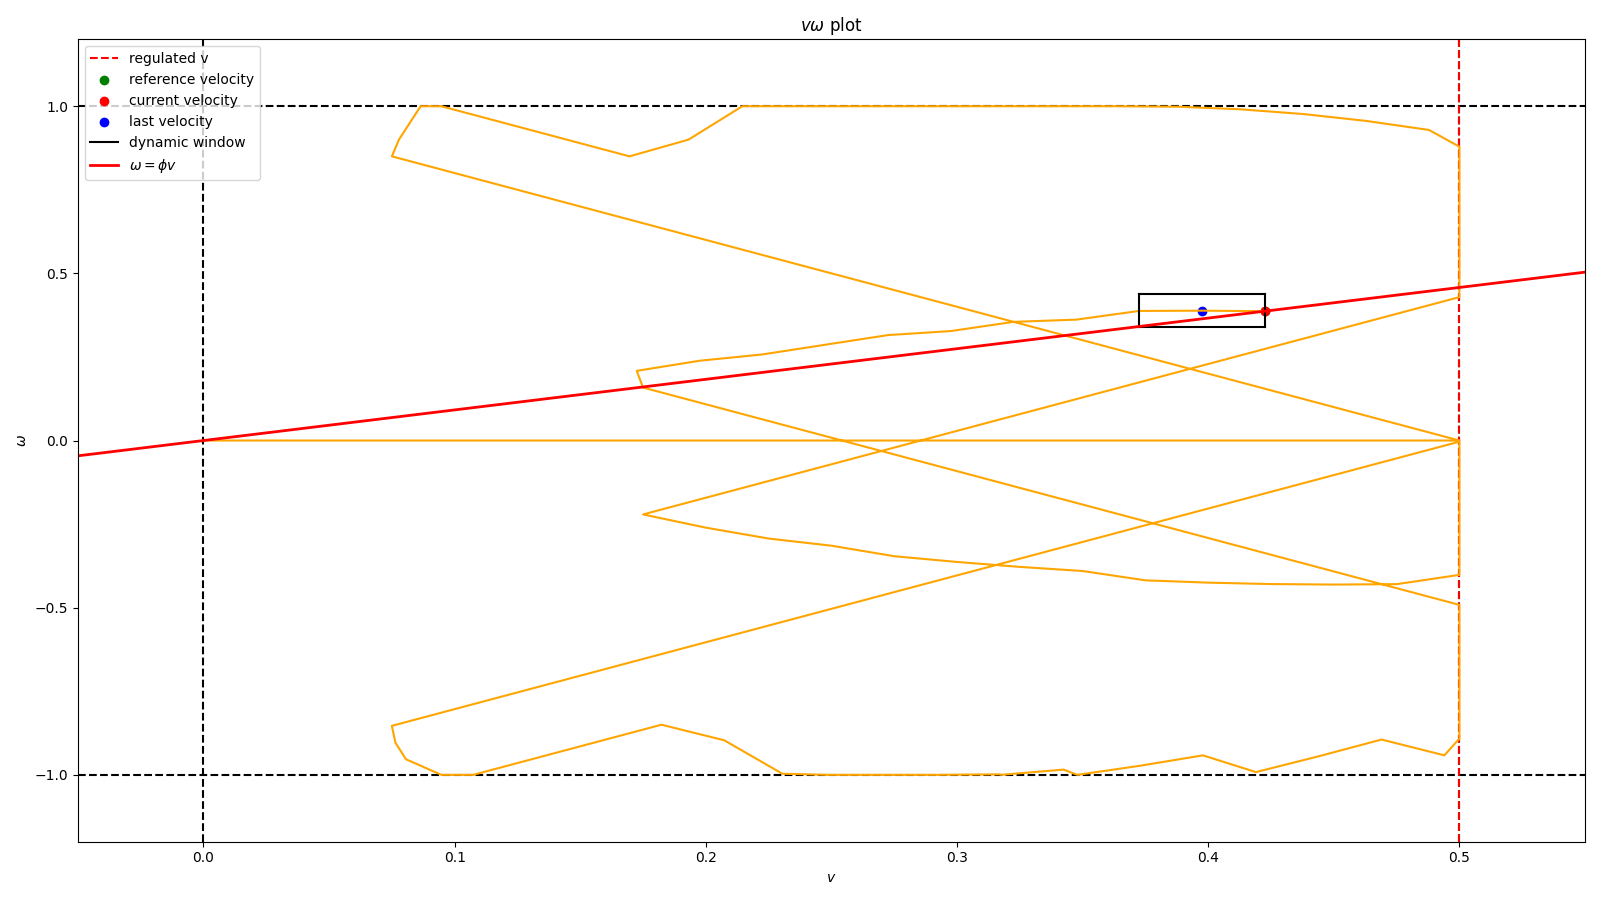 vω plot
regulated v
reference velocity
current velocity
last velocity
dynamic window
ω = ϕv
1.0
0.5
0.0
−0.5
−1.0
ω
0.0 0.1 0.2 0.3 0.4 0.5
v